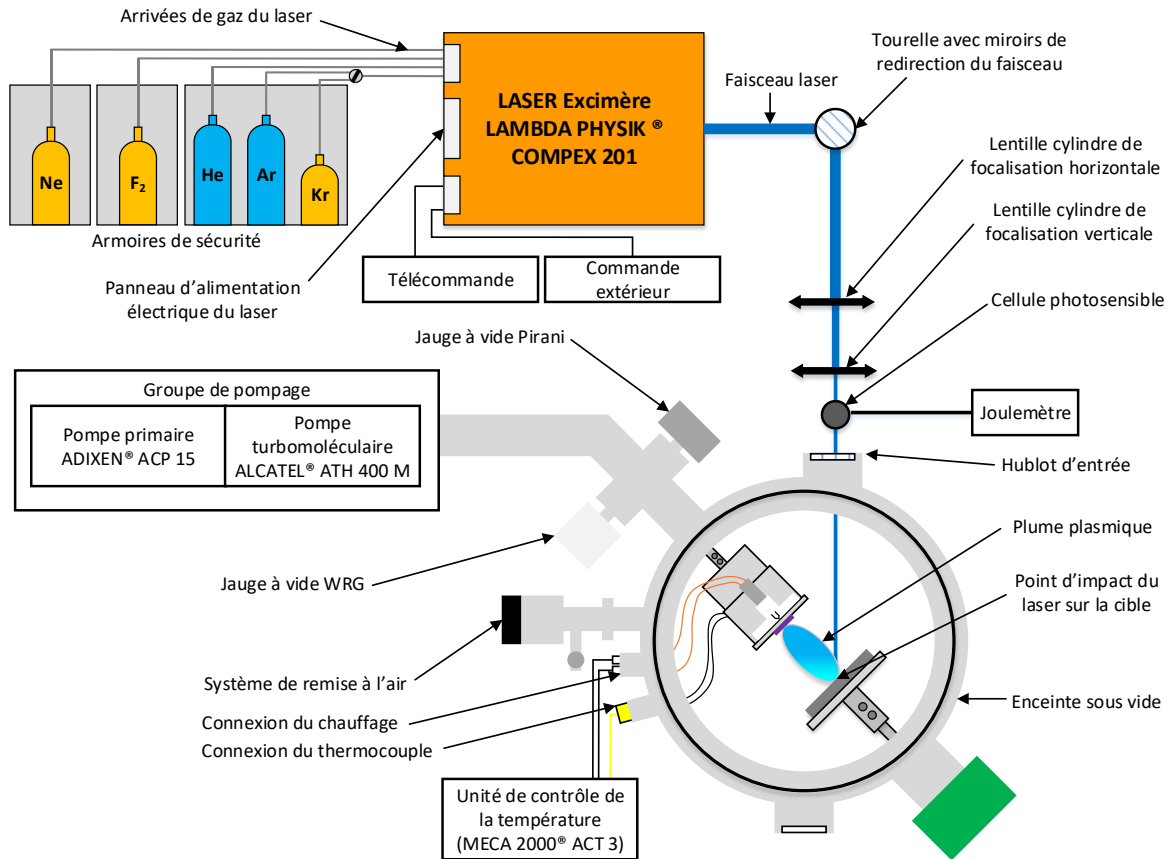 Arrivées de gaz du laser
Ne
F₂
He
Ar
Kr
Armoires de sécurité
LASER Excimère
LAMBDA PHYSIK ®
COMPEX 201
Faisceau laser
Tourelle avec miroirs de
redirection du faisceau
Lentille cylindre de
focalisation horizontale
Lentille cylindre de
focalisation verticale
Cellule photosensible
Panneau d'alimentation
électrique du laser
Télécommande
Commande
extérieur
Jauge à vide Pirani
Joulemètre
Groupe de pompage
Pompe primaire
ADIXEN® ACP 15
Pompe
turbomoléculaire
ALCATEL® ATH 400 M
Hublot d'entrée
Plume plasmique
Point d'impact du
laser sur la cible
Jauge à vide WRG
Système de remise à l'air
Connexion du chauffage
Connexion du thermocouple
Enceinte sous vide
Unité de contrôle de
la température
(MECA 2000® ACT 3)